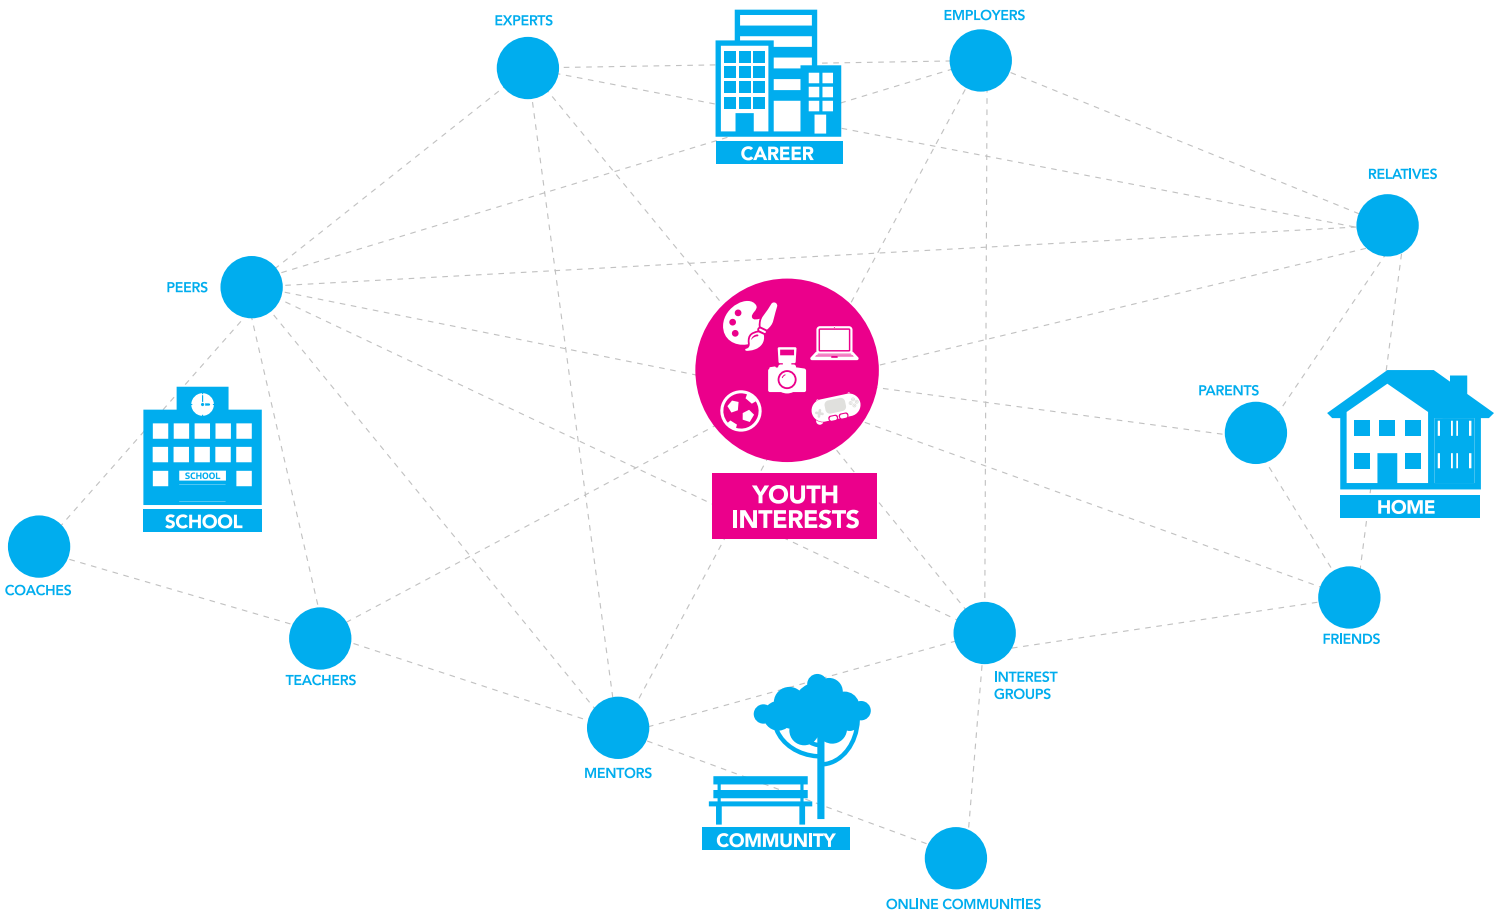 EXPERTS
EMPLOYERS
CAREER
RELATIVES
PEERS
PARENTS
SCHOOL
SCHOOL
YOUTH
INTERESTS
HOME
COACHES
FRIENDS
TEACHERS
INTEREST
GROUPS
MENTORS
COMMUNITY
ONLINE COMMUNITIES